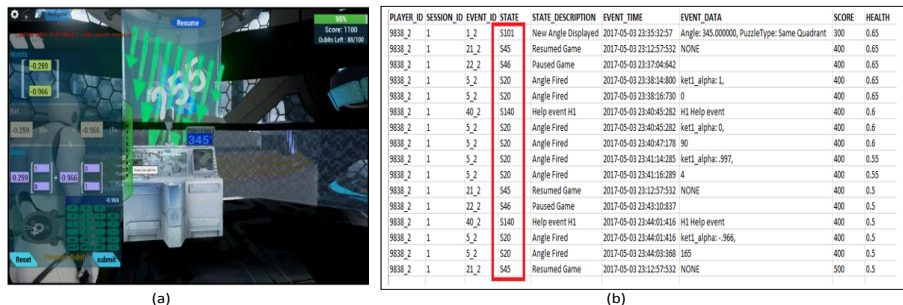 Navigator
Resume
95%
Score: 1100
Qubits Left: 88/100
Matrix
-0.259
-0.966
255
345
-0.259
-0.966
-0.259
1
0
-0.966
0
1
-0.966
Reset
submit
(a)
PLAYER_ID SESSION_ID EVENT_ID STATE STATE_DESCRIPTION EVENT_TIME EVENT_DATA SCORE HEALTH
9838_2 1 1_2 S101 New Angle Displayed 2017-05-03 23:35:32:57 Angle: 345.000000, PuzzleType: Same Quadrant 300 0.65
9838_2 1 21_2 S45 Resumed Game 2017-05-03 23:12:57:532 NONE 400 0.65
9838_2 1 22_2 S46 Paused Game 2017-05-03 23:37:04:642 400 0.65
9838_2 1 5_2 S20 Angle Fired 2017-05-03 23:38:14:800 ket1_alpha: 1, 400 0.65
9838_2 1 5_2 S20 Angle Fired 2017-05-03 23:38:16:730 0 400 0.65
9838_2 1 40_2 S140 Help event H1 2017-05-03 23:40:45:282 H1 Help event 400 0.6
9838_2 1 5_2 S20 Angle Fired 2017-05-03 23:40:45:282 ket1_alpha: 0, 400 0.6
9838_2 1 5_2 S20 Angle Fired 2017-05-03 23:40:47:178 90 400 0.6
9838_2 1 5_2 S20 Angle Fired 2017-05-03 23:41:14:285 ket1_alpha: .997, 400 0.55
9838_2 1 5_2 S20 Angle Fired 2017-05-03 23:41:16:289 4 400 0.55
9838_2 1 21_2 S45 Resumed Game 2017-05-03 23:12:57:532 NONE 400 0.5
9838_2 1 22_2 S46 Paused Game 2017-05-03 23:43:10:837 400 0.5
9838_2 1 40_2 S140 Help event H1 2017-05-03 23:44:01:416 H1 Help event 400 0.5
9838_2 1 5_2 S20 Angle Fired 2017-05-03 23:44:01:416 ket1_alpha: -.966, 400 0.5
9838_2 1 5_2 S20 Angle Fired 2017-05-03 23:44:03:368 165 400 0.5
9838_2 1 21_2 S45 Resumed Game 2017-05-03 23:12:57:532 NONE 500 0.5
(b)